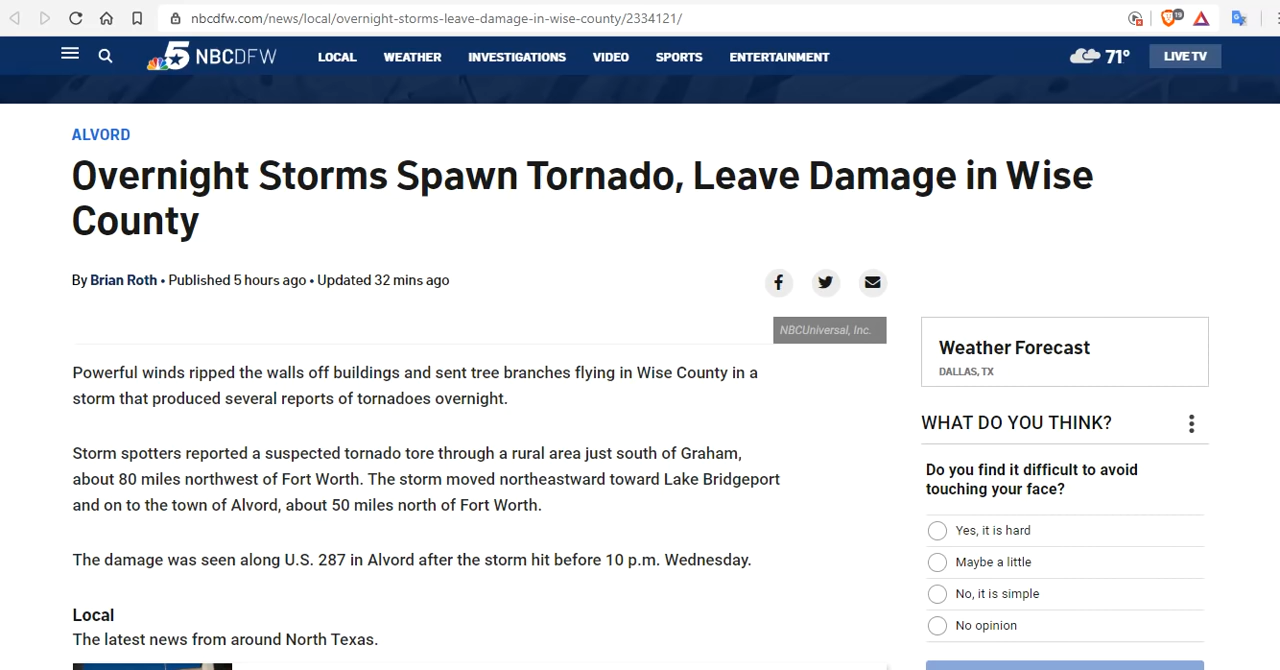 nbcdfw.com/news/local/overnight-storms-leave-damage-in-wise-county/2334121/
19
5 NBCDFW LOCAL WEATHER INVESTIGATIONS VIDEO SPORTS ENTERTAINMENT 71° LIVE TV
ALVORD
Overnight Storms Spawn Tornado, Leave Damage in Wise
County
By Brian Roth • Published 5 hours ago • Updated 32 mins ago
NBCUniversal, Inc.
Powerful winds ripped the walls off buildings and sent tree branches flying in Wise County in a
storm that produced several reports of tornadoes overnight.
Storm spotters reported a suspected tornado tore through a rural area just south of Graham,
about 80 miles northwest of Fort Worth. The storm moved northeastward toward Lake Bridgeport
and on to the town of Alvord, about 50 miles north of Fort Worth.
The damage was seen along U.S. 287 in Alvord after the storm hit before 10 p.m. Wednesday.
Local
The latest news from around North Texas.
Weather Forecast
DALLAS, TX
WHAT DO YOU THINK?
Do you find it difficult to avoid
touching your face?
Yes, it is hard
Maybe a little
No, it is simple
No opinion